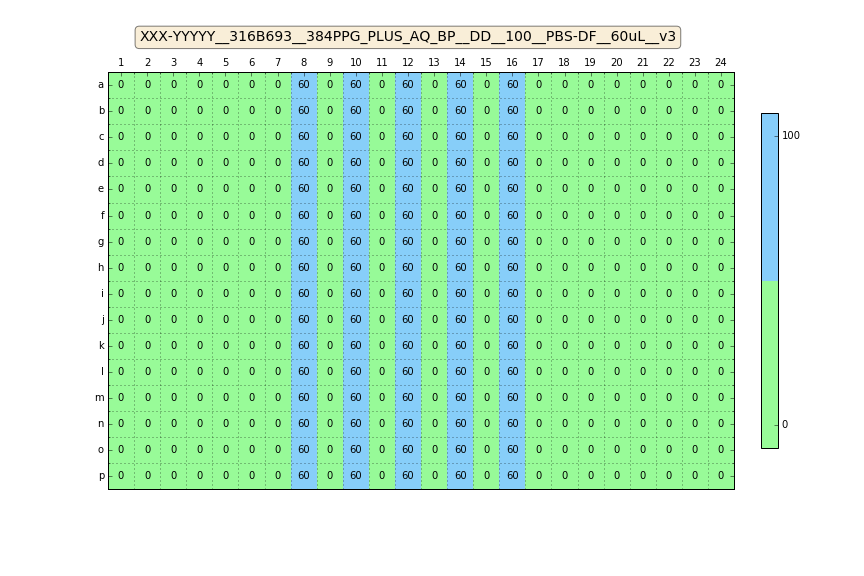 XXX-YYYYY__316B693__384PPG_PLUS_AQ_BP__DD__100__PBS-DF__60uL__v3
1 2 3 4 5 6 7 8 9 10 11 12 13 14 15 16 17 18 19 20 21 22 23 24
a 0 0 0 0 0 0 0 60 0 60 0 60 0 60 0 60 0 0 0 0 0 0 0 0
b 0 0 0 0 0 0 0 60 0 60 0 60 0 60 0 60 0 0 0 0 0 0 0 0
100
c 0 0 0 0 0 0 0 60 0 60 0 60 0 60 0 60 0 0 0 0 0 0 0 0
d 0 0 0 0 0 0 0 60 0 60 0 60 0 60 0 60 0 0 0 0 0 0 0 0
e 0 0 0 0 0 0 0 60 0 60 0 60 0 60 0 60 0 0 0 0 0 0 0 0
f 0 0 0 0 0 0 0 60 0 60 0 60 0 60 0 60 0 0 0 0 0 0 0 0
g 0 0 0 0 0 0 0 60 0 60 0 60 0 60 0 60 0 0 0 0 0 0 0 0
h 0 0 0 0 0 0 0 60 0 60 0 60 0 60 0 60 0 0 0 0 0 0 0 0
i 0 0 0 0 0 0 0 60 0 60 0 60 0 60 0 60 0 0 0 0 0 0 0 0
j 0 0 0 0 0 0 0 60 0 60 0 60 0 60 0 60 0 0 0 0 0 0 0 0
k 0 0 0 0 0 0 0 60 0 60 0 60 0 60 0 60 0 0 0 0 0 0 0 0
l 0 0 0 0 0 0 0 60 0 60 0 60 0 60 0 60 0 0 0 0 0 0 0 0
m 0 0 0 0 0 0 0 60 0 60 0 60 0 60 0 60 0 0 0 0 0 0 0 0
n 0 0 0 0 0 0 0 60 0 60 0 60 0 60 0 60 0 0 0 0 0 0 0 0
0
o 0 0 0 0 0 0 0 60 0 60 0 60 0 60 0 60 0 0 0 0 0 0 0 0
p 0 0 0 0 0 0 0 60 0 60 0 60 0 60 0 60 0 0 0 0 0 0 0 0